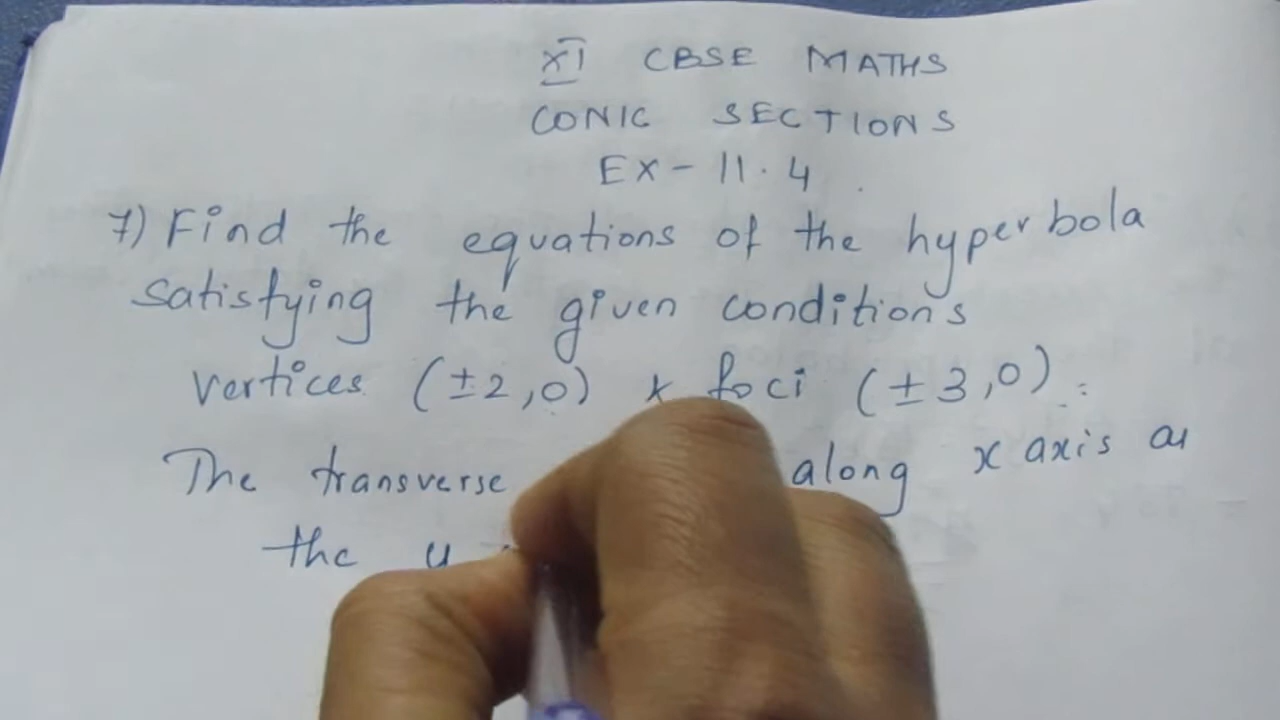 XI CBSE MATHS
CONIC SECTIONS
EX - 11.4
7) Find the equations of the hyperbola
satisfying the given conditions
vertices (±2,0) & foci (±3,0).
The transverse along x axis as
the y